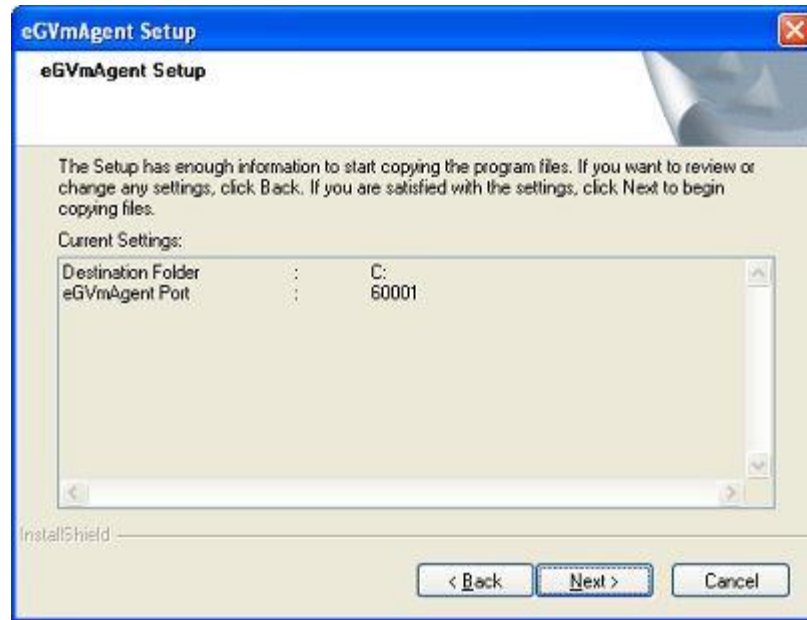 eGVmAgent Setup
eGVmAgent Setup
The Setup has enough information to start copying the program files. If you want to review or
change any settings, click Back. If you are satisfied with the settings, click Next to begin
copying files.
Current Settings:
Destination Folder : C:
eGVmAgent Port : 60001
InstallShield
< Back Next > Cancel